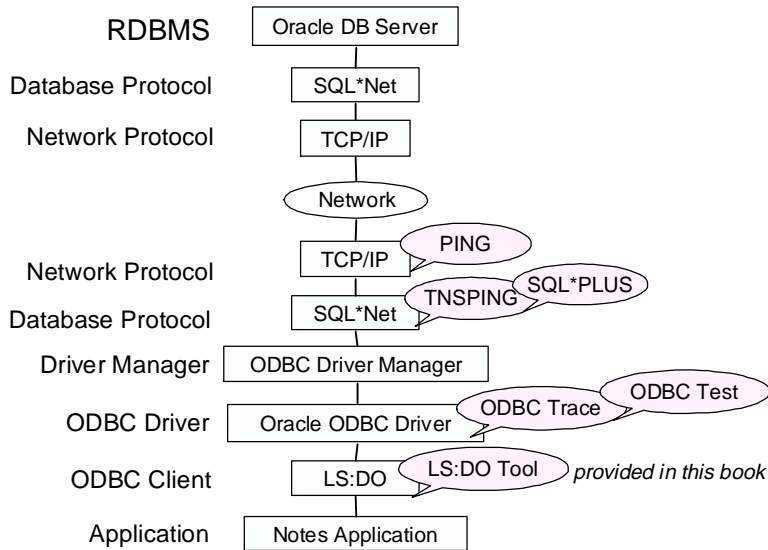 RDBMS Oracle DB Server
Database Protocol SQL*Net
Network Protocol TCP/IP
Network
TCP/IP PING
Network Protocol
SQL*Net TNSPING SQL*PLUS
Database Protocol
Driver Manager ODBC Driver Manager
ODBC Driver Oracle ODBC Driver ODBC Trace ODBC Test
ODBC Client LS:DO LS:DO Tool provided in this book
Application Notes Application